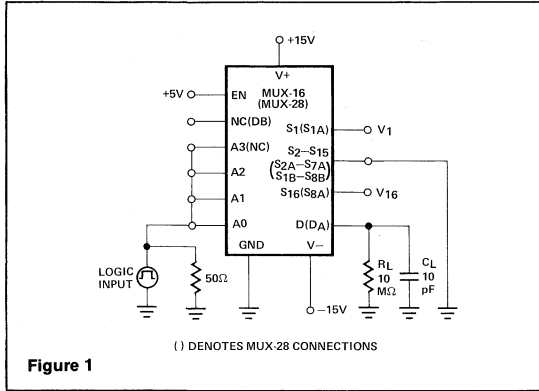 +15V
V+
+5V
EN
MUX-16
(MUX-28)
NC(DB)
S1(S1A)
V1
A3(NC)
S2–S15
(S2A–S7A)
(S1B–S8B)
A2
A1
S16(S8A)
V16
A0
D(DA)
GND
V–
LOGIC
INPUT
50Ω
RL
10
MΩ
CL
10
pF
–15V
( ) DENOTES MUX-28 CONNECTIONS
Figure 1